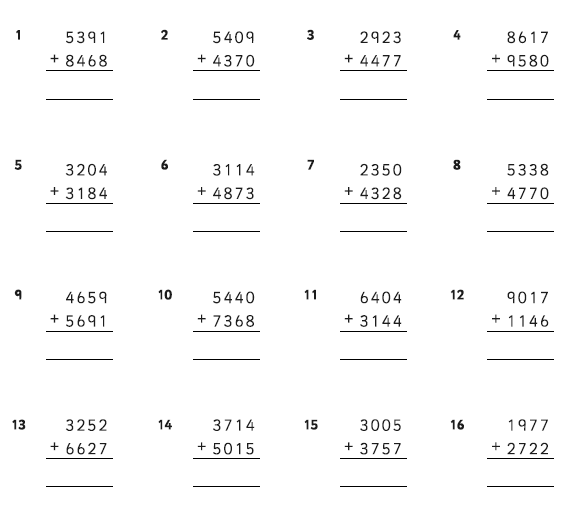 1 5391 2 5409 3 2923 4 8617
+ 8468 + 4370 + 4477 + 9580
5 3204 6 3114 7 2350 8 5338
+ 3184 + 4873 + 4328 + 4770
9 4659 10 5440 11 6404 12 9017
+ 5691 + 7368 + 3144 + 1146
13 3252 14 3714 15 3005 16 1977
+ 6627 + 5015 + 3757 + 2722